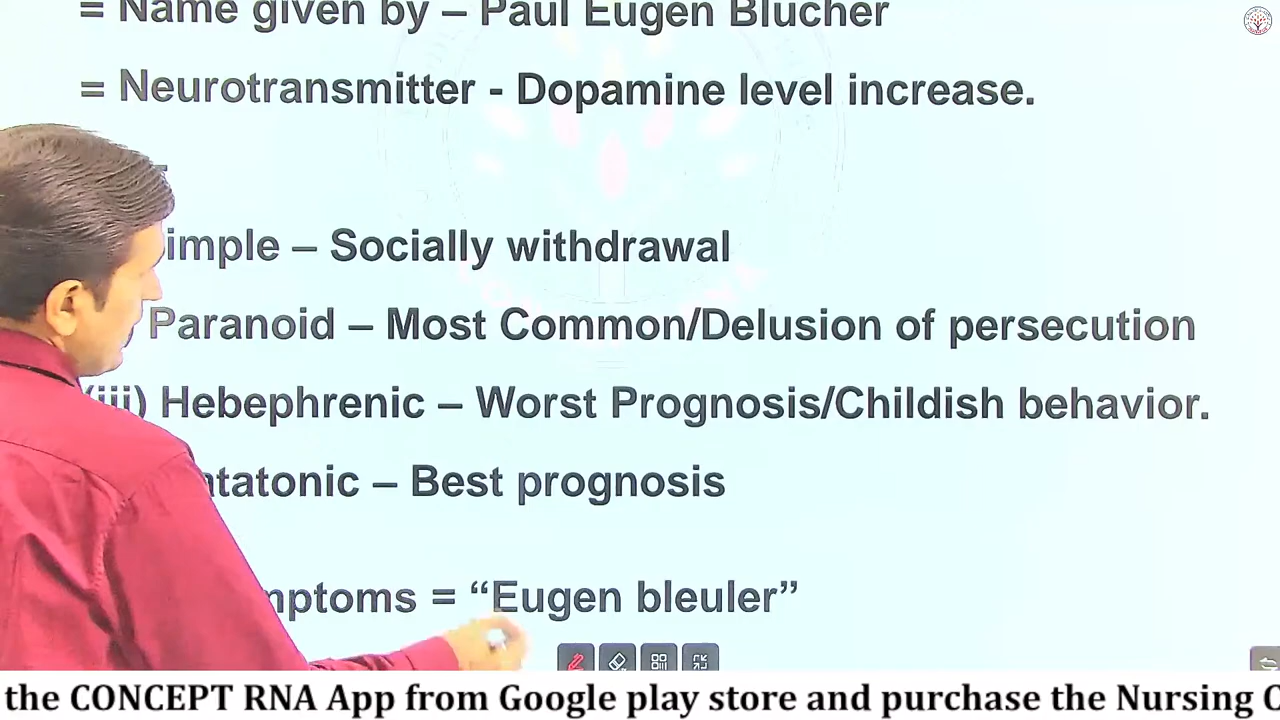 = Name given by – Paul Eugen Blucher
= Neurotransmitter - Dopamine level increase.
imple – Socially withdrawal
Paranoid – Most Common/Delusion of persecution
(iii) Hebephrenic – Worst Prognosis/Childish behavior.
tatonic – Best prognosis
mptoms = “Eugen bleuler”
the CONCEPT RNA App from Google play store and purchase the Nursing C